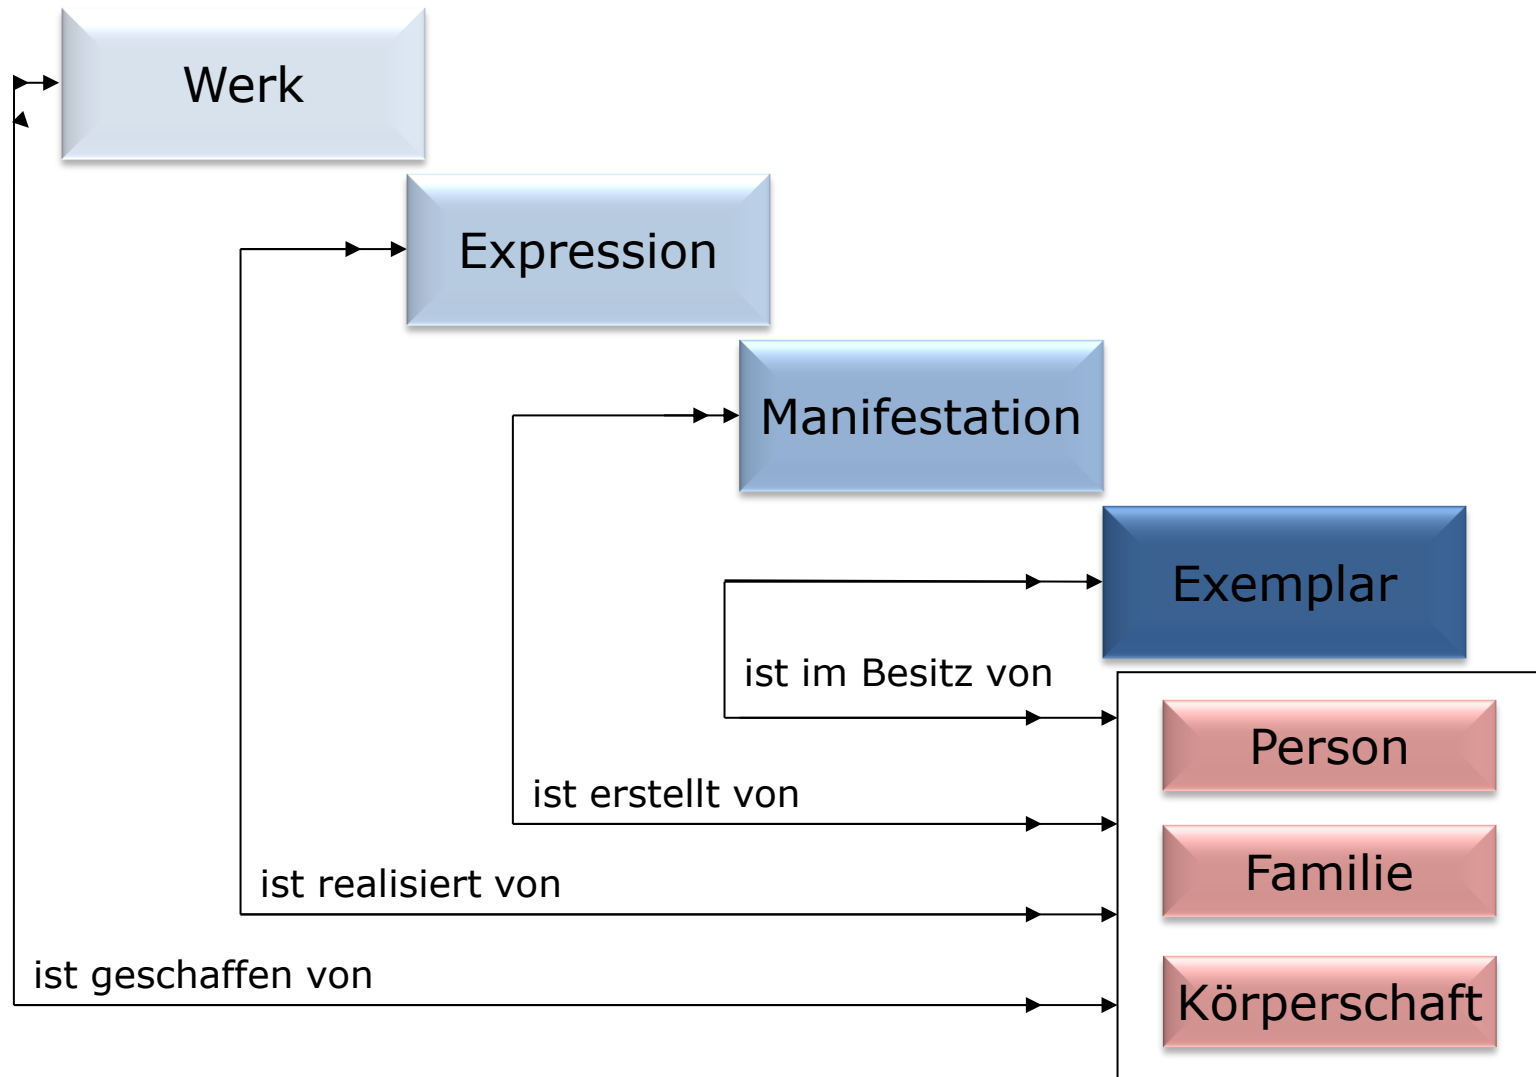 Werk
Expression
Manifestation
Exemplar
ist im Besitz von
Person
ist erstellt von
Familie
ist realisiert von
ist geschaffen von
Körperschaft